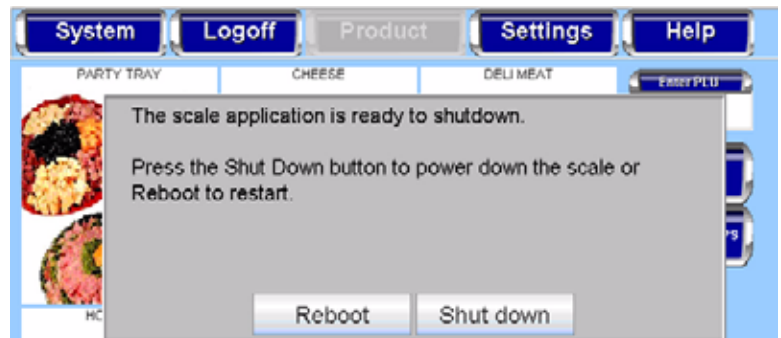 System Logoff Product Settings Help
PARTY TRAY CHEESE DELI MEAT Enter PLU
The scale application is ready to shutdown.
Press the Shut Down button to power down the scale or
Reboot to restart.
Reboot Shut down